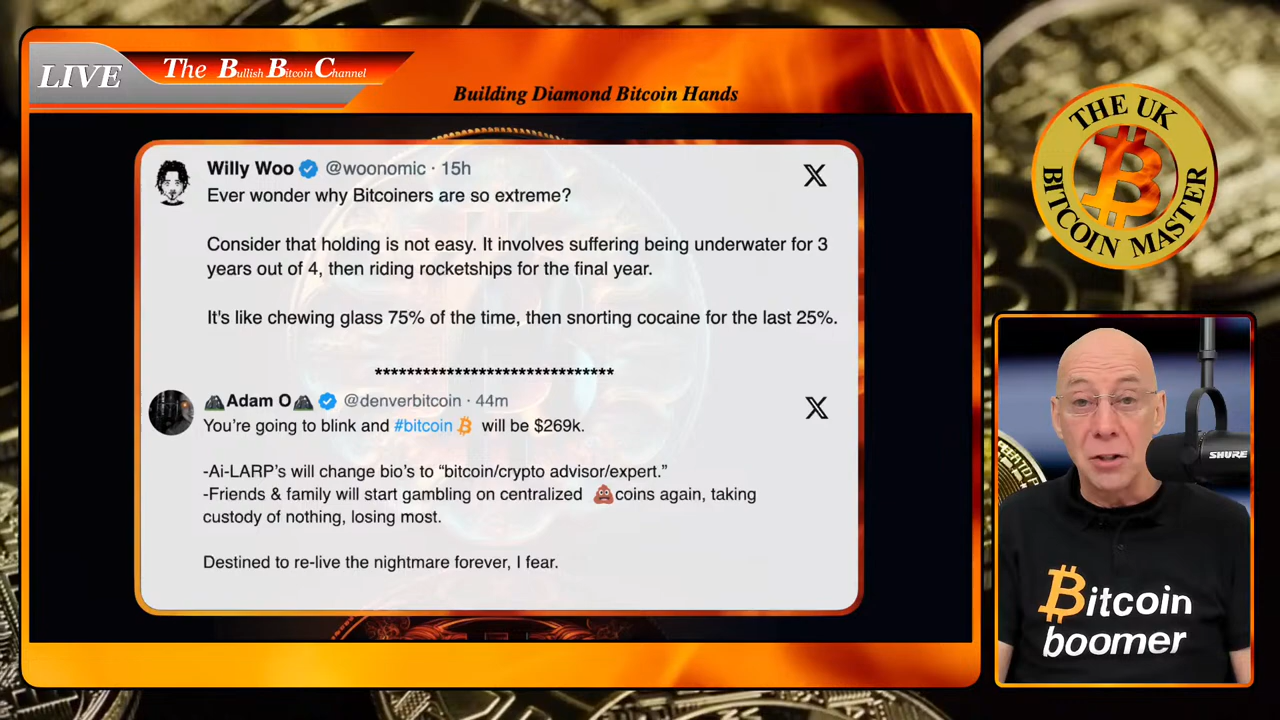 LIVE
The Bullish Bitcoin Channel
Building Diamond Bitcoin Hands
Willy Woo @woonomic · 15h
Ever wonder why Bitcoiners are so extreme?
Consider that holding is not easy. It involves suffering being underwater for 3
years out of 4, then riding rocketships for the final year.
It's like chewing glass 75% of the time, then snorting cocaine for the last 25%.
******************************
Adam O @denverbitcoin · 44m
You're going to blink and #bitcoin will be $269k.
-Ai-LARP's will change bio's to “bitcoin/crypto advisor/expert.”
-Friends & family will start gambling on centralized 💩coins again, taking
custody of nothing, losing most.
Destined to re-live the nightmare forever, I fear.
THE UK
BITCOIN MASTER
SHURE
Bitcoin
boomer